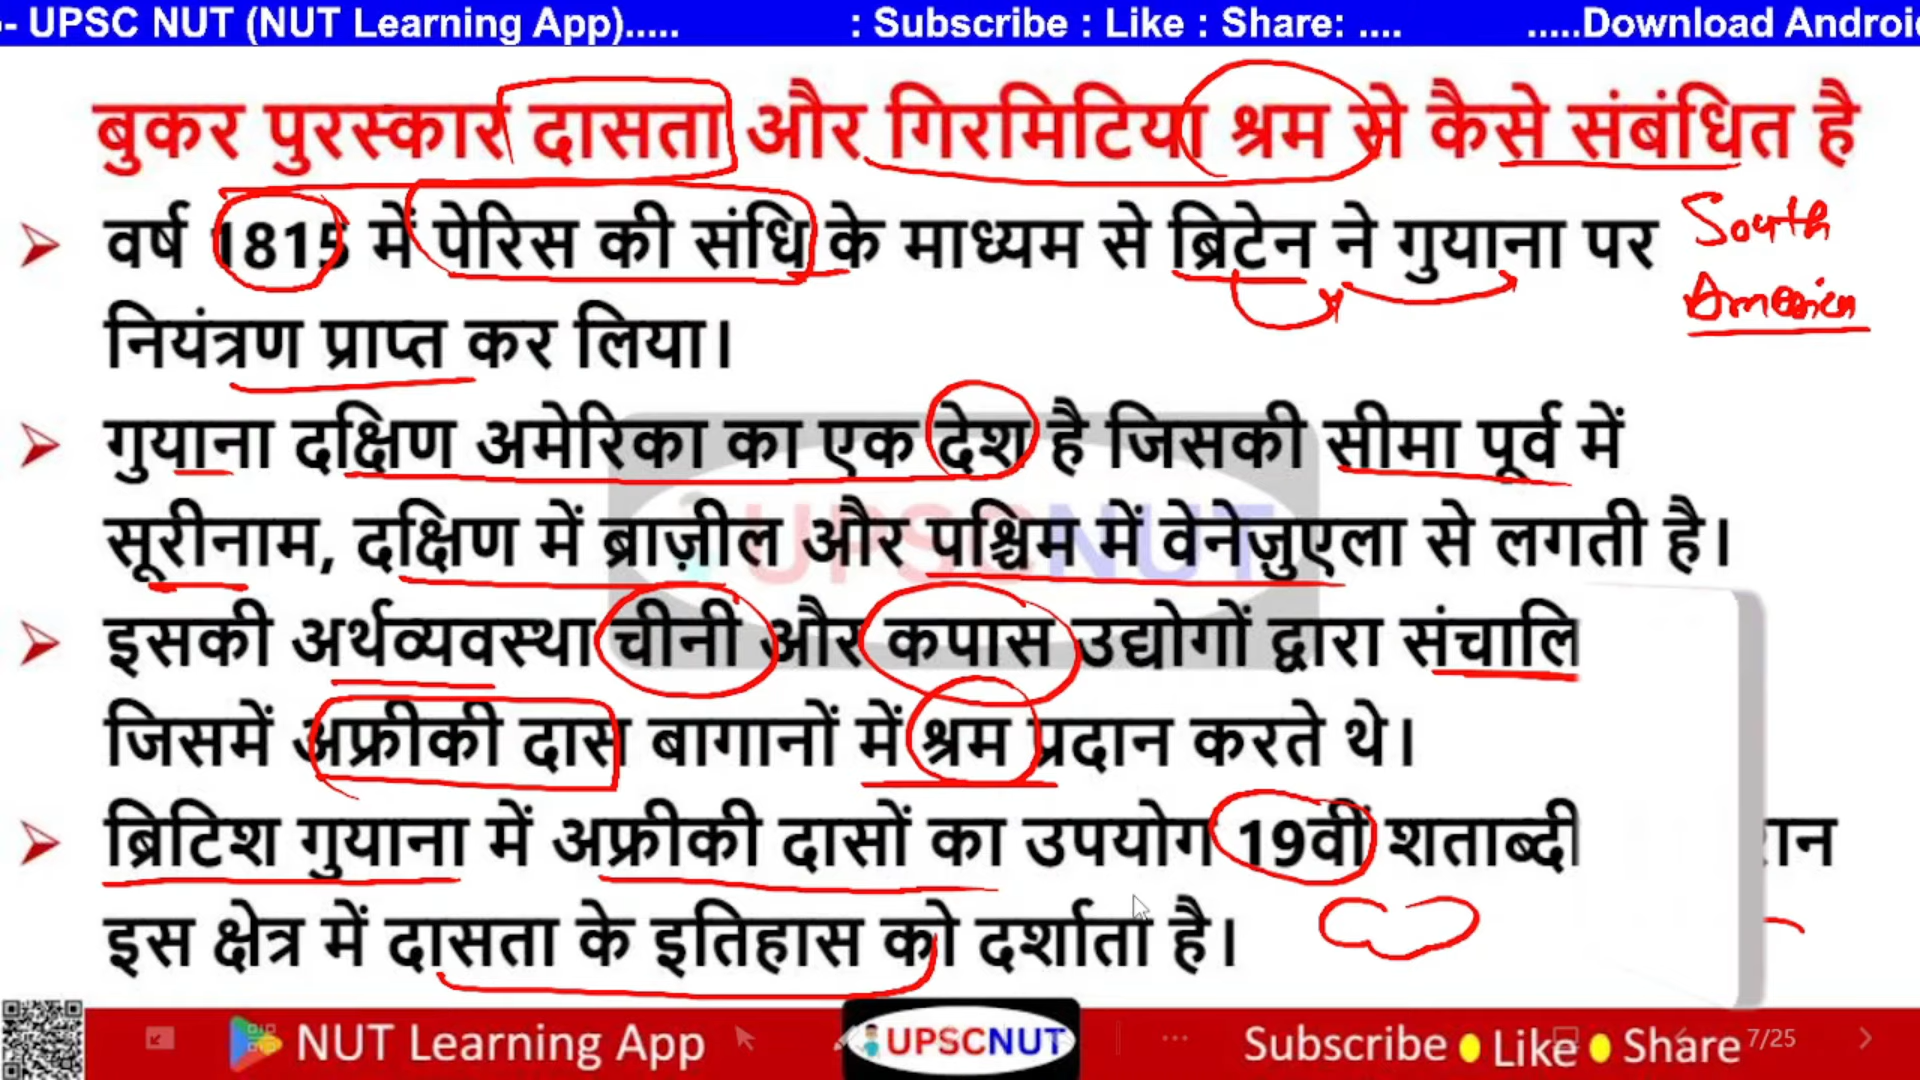 - UPSC NUT (NUT Learning App)..... : Subscribe : Like : Share: .... .....Download Androi
बुकर पुरस्कार दासता और गिरमिटिया श्रम से कैसे संबंधित है
वर्ष 1815 में पेरिस की संधि के माध्यम से ब्रिटेन ने गुयाना पर
South
America
नियंत्रण प्राप्त कर लिया।
गुयाना दक्षिण अमेरिका का एक देश है जिसकी सीमा पूर्व में
सूरीनाम, दक्षिण में ब्राज़ील और पश्चिम में वेनेज़ुएला से लगती है।
इसकी अर्थव्यवस्था चीनी और कपास उद्योगों द्वारा संचालि
जिसमें अफ्रीकी दास बागानों में श्रम प्रदान करते थे।
ब्रिटिश गुयाना में अफ्रीकी दासों का उपयोग 19वीं शताब्दी रान
इस क्षेत्र में दासता के इतिहास को दर्शाता है।
UPSCNUT
NUT Learning App UPSCNUT Subscribe Like Share 7/25